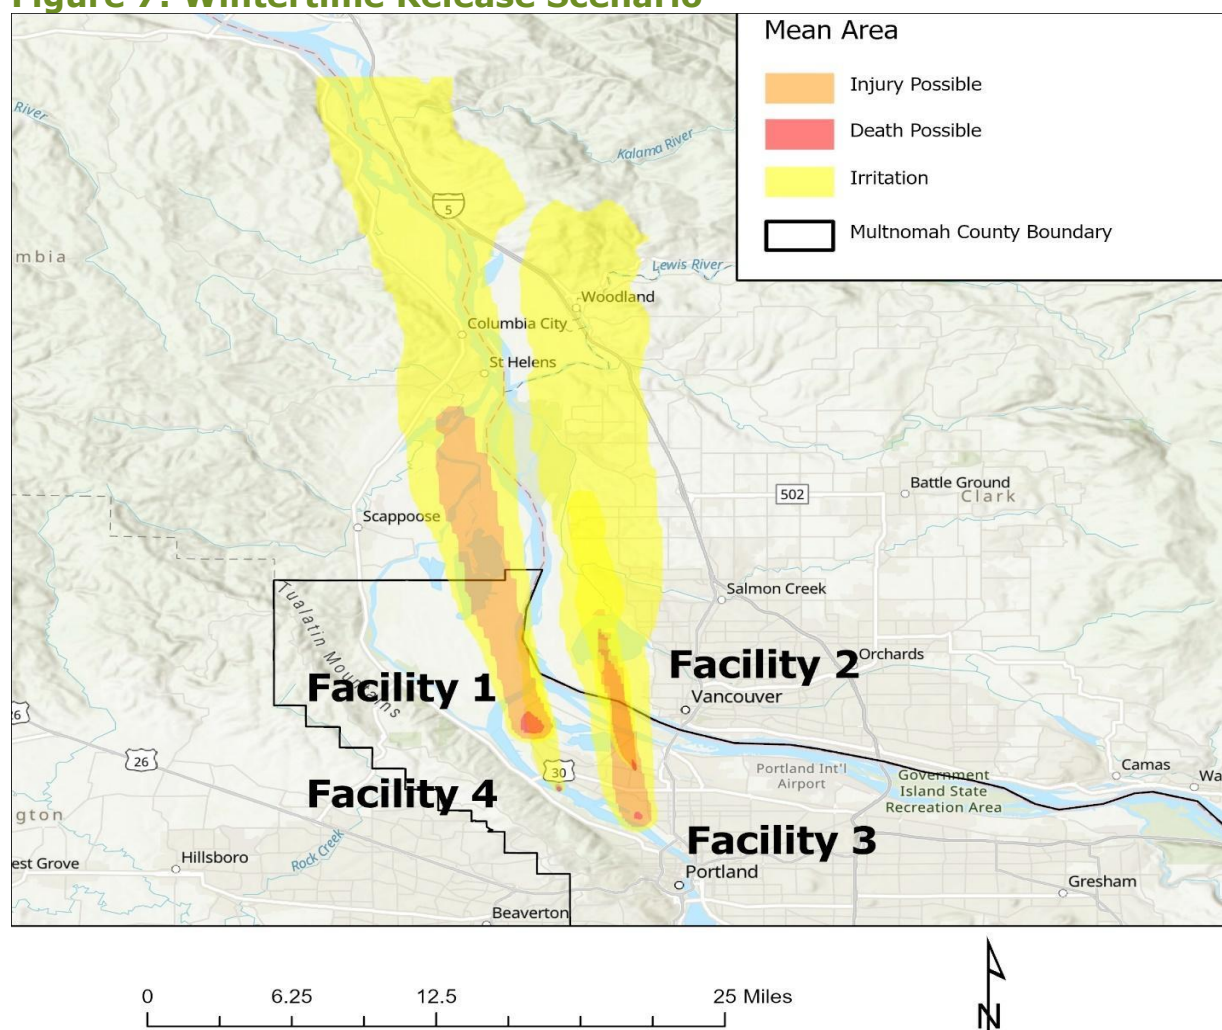 Figure 7: Wintertime Release Scenario
Mean Area
Injury Possible
Death Possible
Irritation
Multnomah County Boundary
River
Kalama River
5
mbia
Lewis River
Woodland
Columbia City
St Helens
Battle Ground
502
Clark
Scappoose
Salmon Creek
Tualatin Mountains
Facility 2
Orchards
Facility 1
Vancouver
26
26
30
Portland Int'l
Airport
Camas
Wa
Government
Island State
Recreation Area
Facility 4
gton
Facility 3
Rock Creek
est Grove
Hillsboro
Portland
Gresham
Beaverton
0 6.25 12.5 25 Miles
N